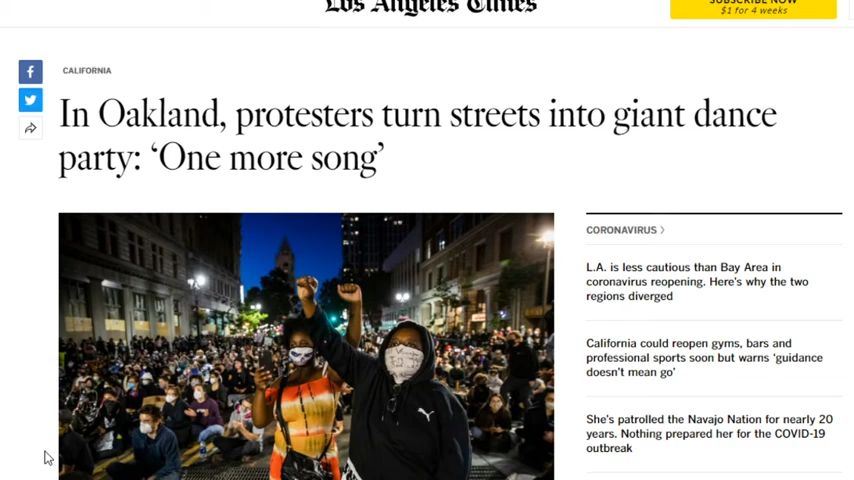 Los Angeles Times
SUBSCRIBE NOW
$1 for 4 weeks
CALIFORNIA
In Oakland, protesters turn streets into giant dance
party: ‘One more song’
CORONAVIRUS
L.A. is less cautious than Bay Area in
coronavirus reopening. Here's why the two
regions diverged
California could reopen gyms, bars and
professional sports soon but warns ‘guidance
doesn't mean go’
She's patrolled the Navajo Nation for nearly 20
years. Nothing prepared her for the COVID-19
outbreak